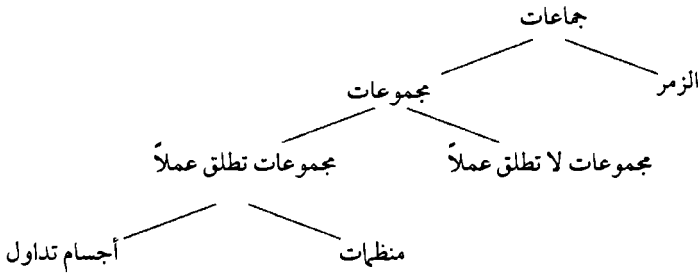 جماعات
الزمر
مجموعات
مجموعات لا تطلق عملاً
مجموعات تطلق عملاً
منظمات
أجسام تداول